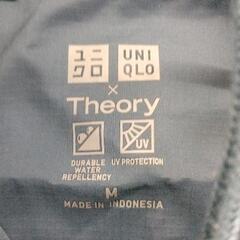 ユニ UNI
クロ QLO
×
Theory
DURABLE
WATER
REPELLENCY
UV PROTECTION
UV
M
MADE IN INDONESIA